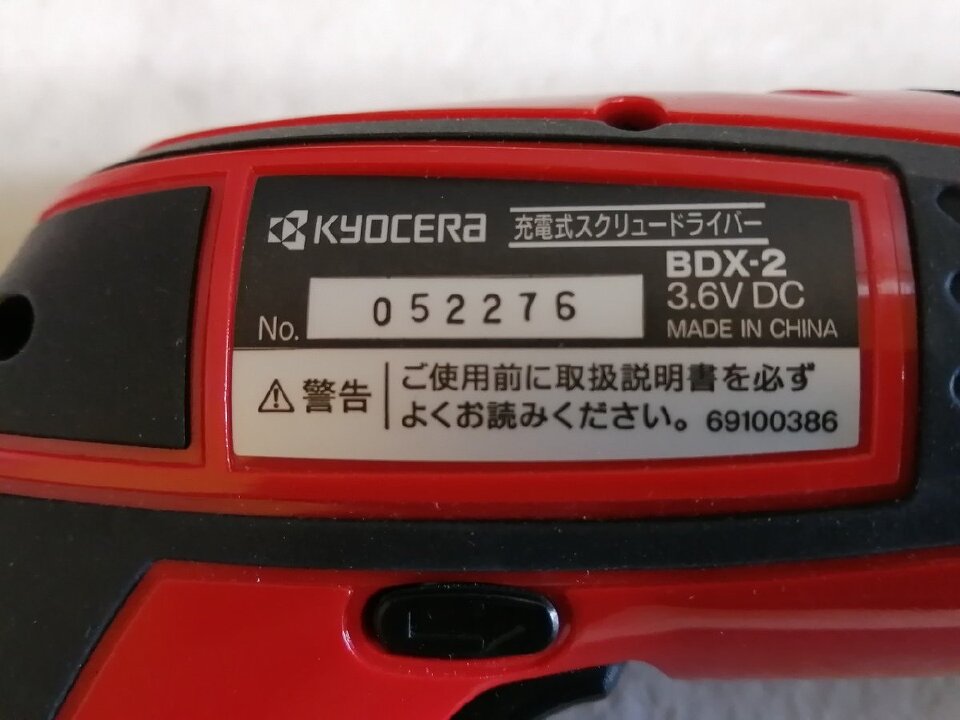 KYOCERA 充電式スクリュードライバー
BDX-2
3.6V DC
No. 052276
MADE IN CHINA
警告
ご使用前に取扱説明書を必ず
よくお読みください。 69100386